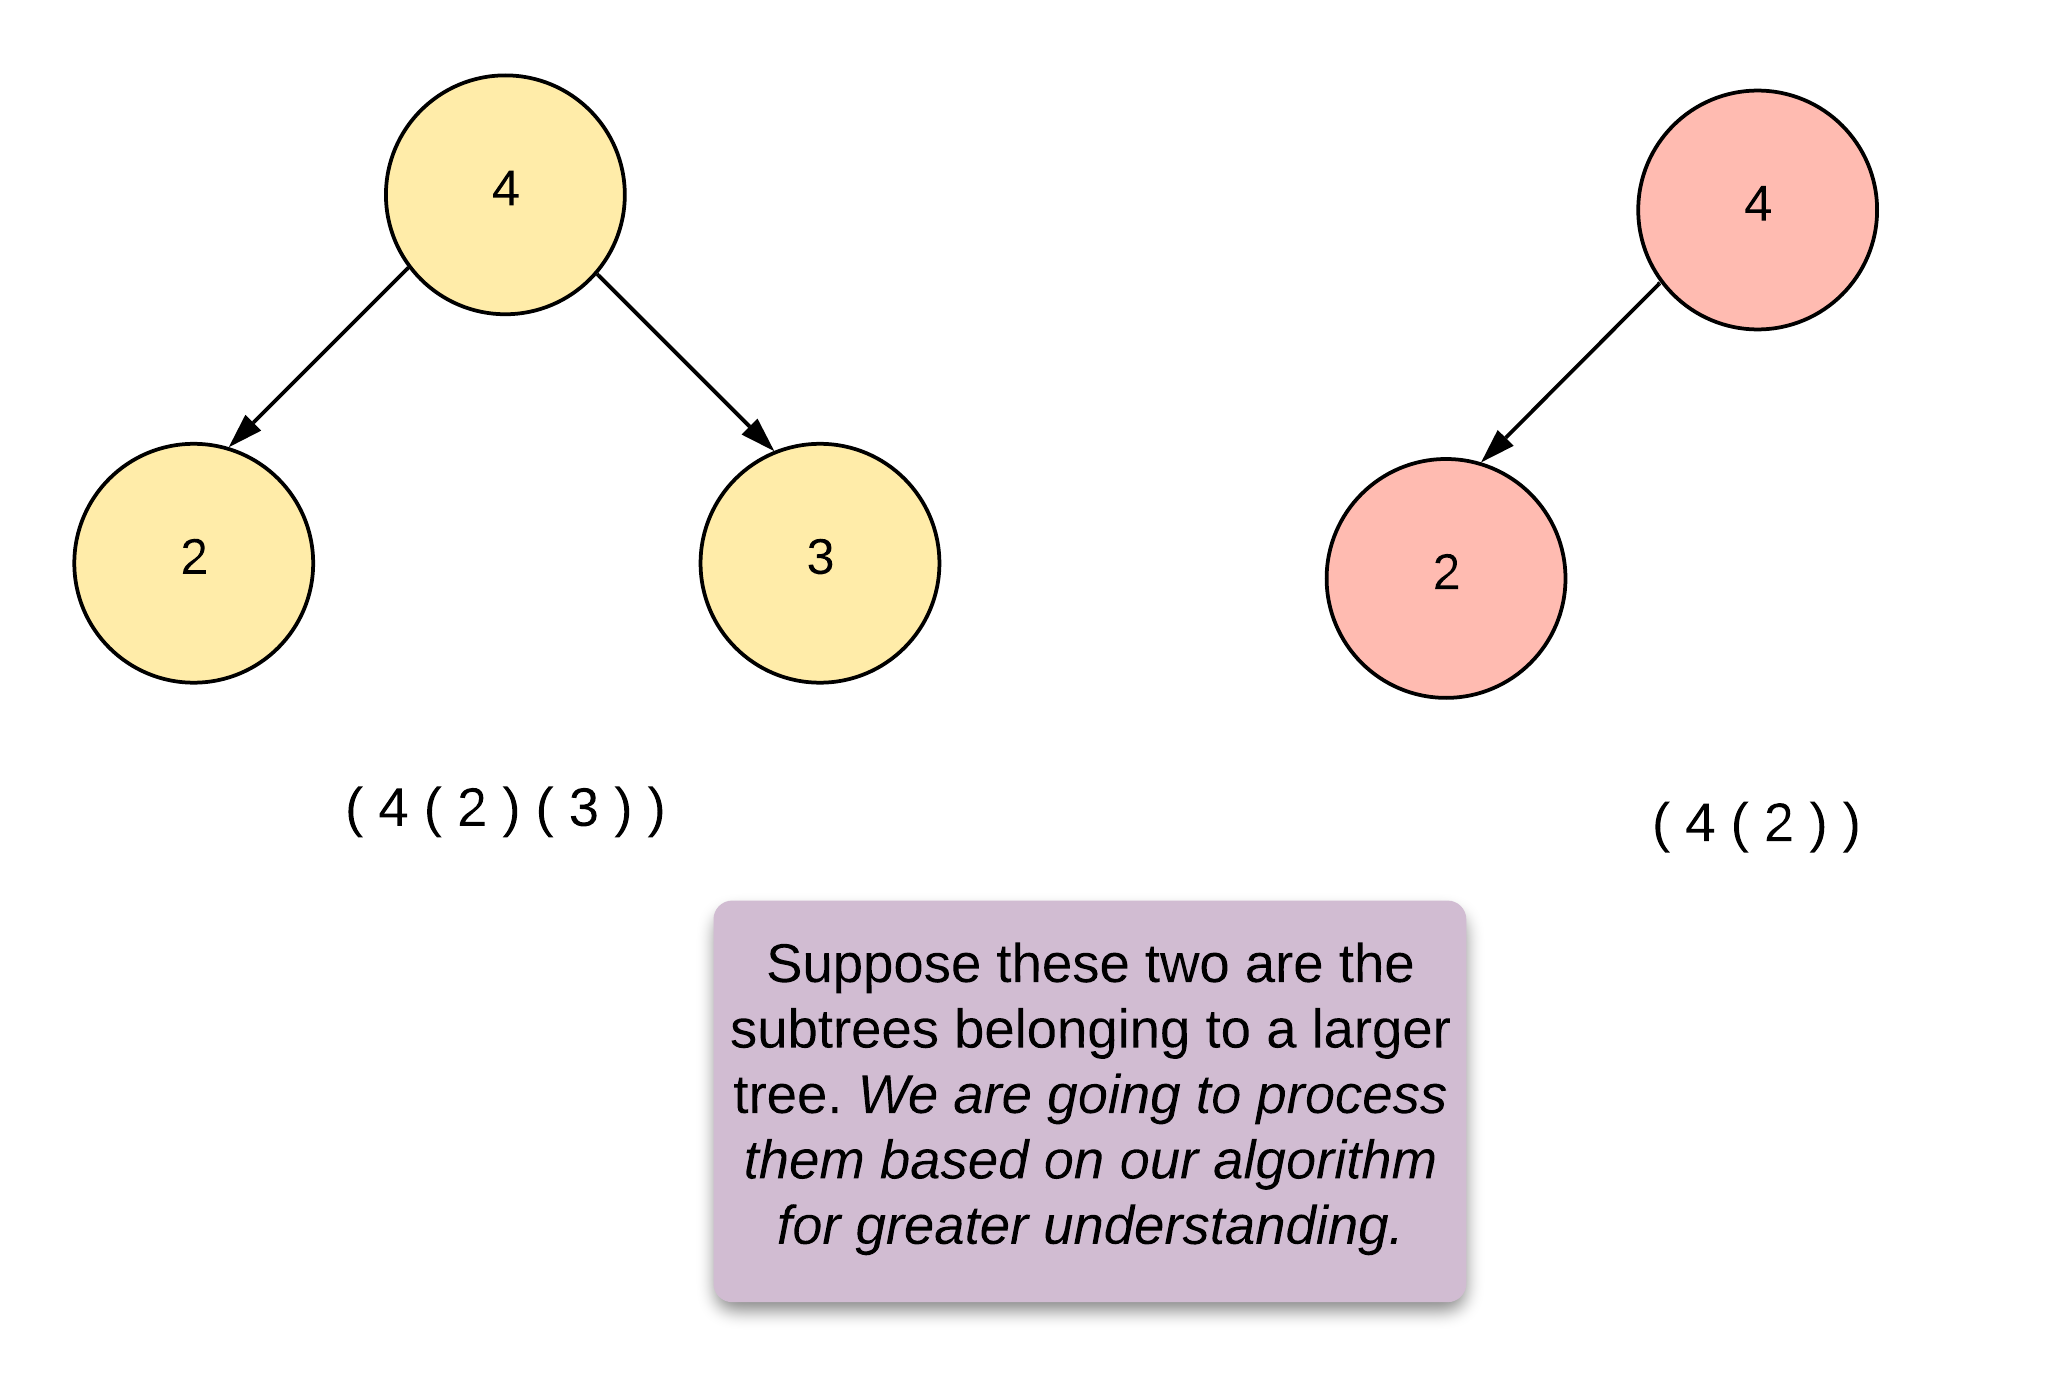 4
4
2
3
2
( 4 ( 2 ) ( 3 ) )
( 4 ( 2 ) )
Suppose these two are the
subtrees belonging to a larger
tree. We are going to process
them based on our algorithm
for greater understanding.